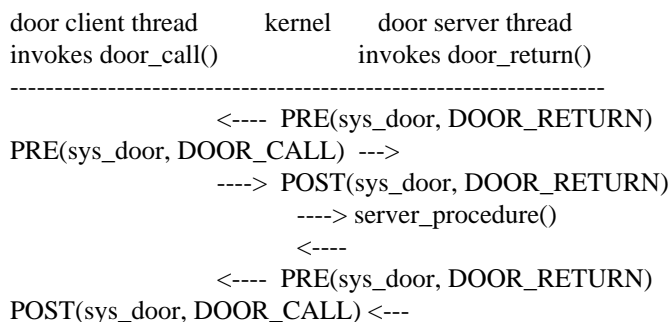 door client thread         kernel       door server thread
invokes door_call()                     invokes door_return()
-------------------------------------------------------------------
<----  PRE(sys_door, DOOR_RETURN)
PRE(sys_door, DOOR_CALL)  --->
---->  POST(sys_door, DOOR_RETURN)
----> server_procedure()
<----
<----  PRE(sys_door, DOOR_RETURN)
POST(sys_door, DOOR_CALL) <---